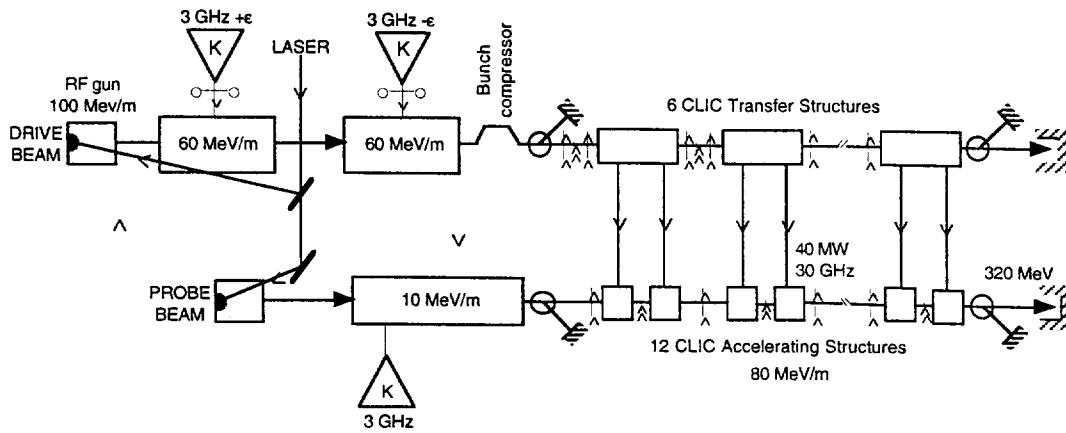 3 GHz +ε
3 GHz -ε
K
K
LASER
Bunch
compressor
RF gun
100 Mev/m
6 CLIC Transfer Structures
DRIVE
BEAM
60 MeV/m
60 MeV/m
40 MW
30 GHz
320 MeV
PROBE
BEAM
10 MeV/m
12 CLIC Accelerating Structures
80 MeV/m
K
3 GHz